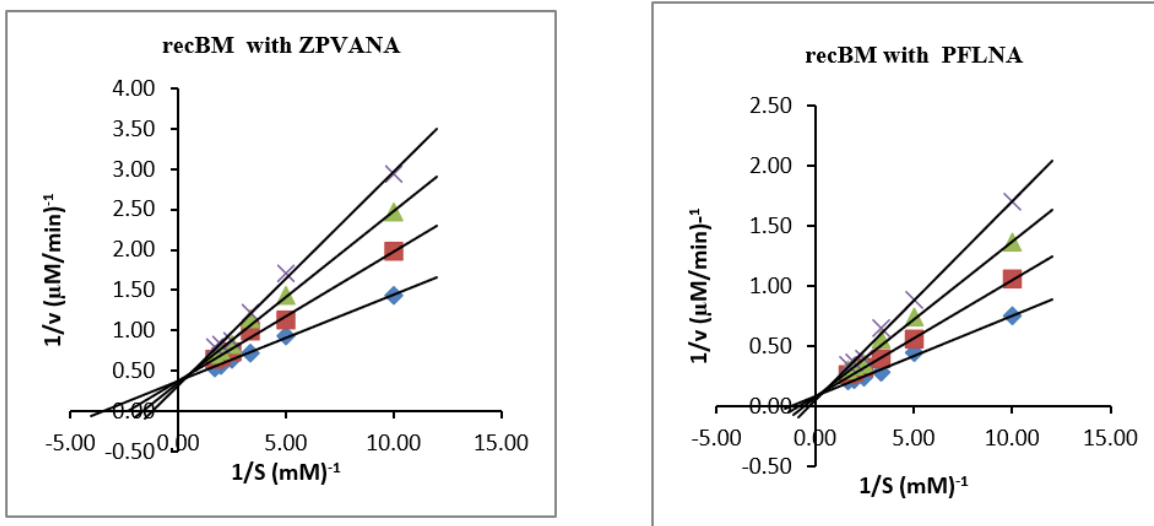 recBM with ZPVANA
4.00
3.50
3.00
2.50
2.00
1.50
1.00
0.50
0.00
-0.50
-5.00 0.00 5.00 10.00 15.00
1/v (µM/min)-1
1/S (mM)-1
recBM with PFLNA
2.50
2.00
1.50
1.00
0.50
0.00
-0.50
-5.00 0.00 5.00 10.00 15.00
1/v (µM/min)-1
1/S (mM)-1